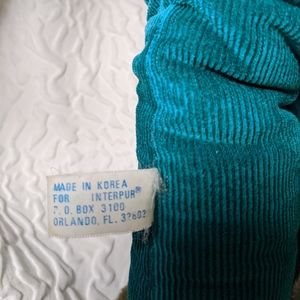 MADE IN KOREA
FOR INTERPUR®
P. O. BOX 3100
ORLANDO, FL. 32802